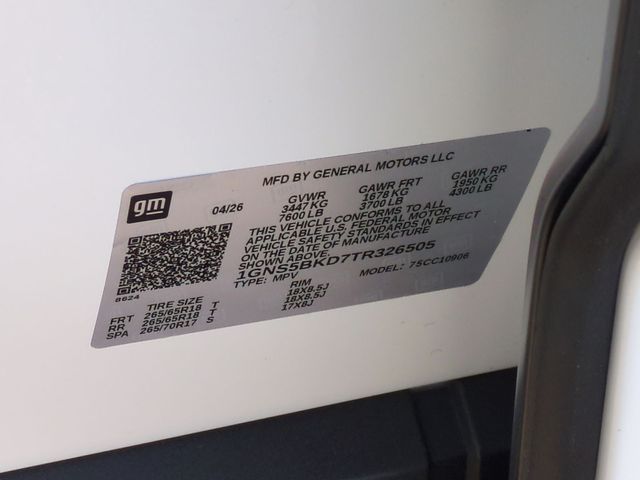 MFD BY GENERAL MOTORS LLC
gm
04/26
GVWR GAWR FRT GAWR RR
3447 KG 1678 KG 1950 KG
7600 LB 3700 LB 4300 LB
THIS VEHICLE CONFORMS TO ALL
APPLICABLE U.S. FEDERAL MOTOR
VEHICLE SAFETY STANDARDS IN EFFECT
ON THE DATE OF MANUFACTURE
SHOWN ABOVE.
1GNS5BKD7TR326505
TYPE: MPV MODEL: 7SCC10906
8624
TIRE SIZE RIM
FRT 265/65R18 T 18X8.5J
RR 265/65R18 T 18X8.5J
SPA 265/70R17 S 17X8J